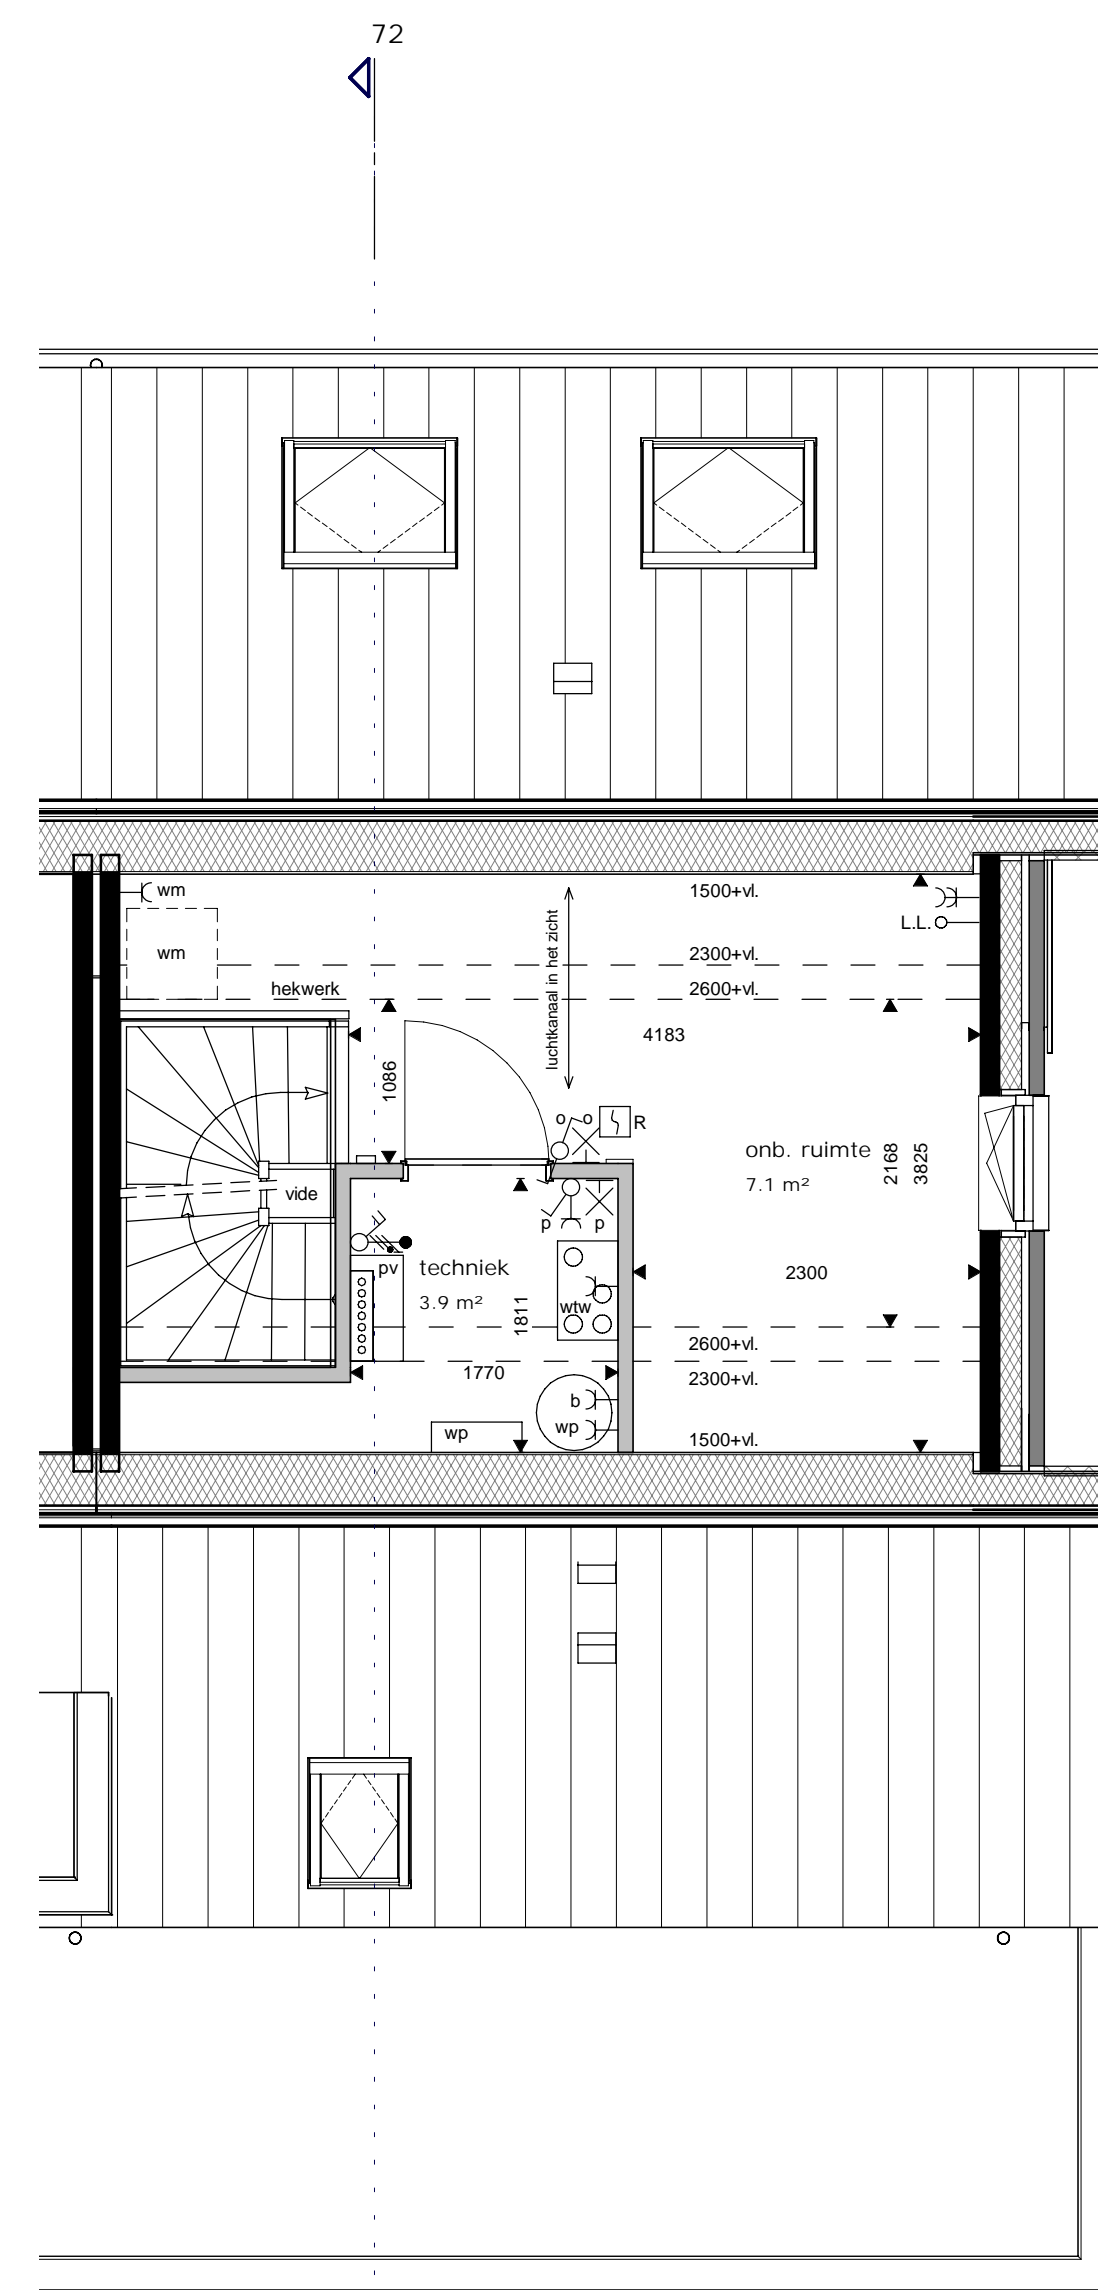 72
wm
1500+vl.
L.L.
wm
2300+vl.
hekwerk
2600+vl.
luchtkanaal in het zicht
4183
1086
o o
R
onb. ruimte
7.1 m²
2168
3825
vide
p
p
pv
techniek
3.9 m²
2300
wtw
1811
2600+vl.
1770
2300+vl.
b
wp
wp
1500+vl.